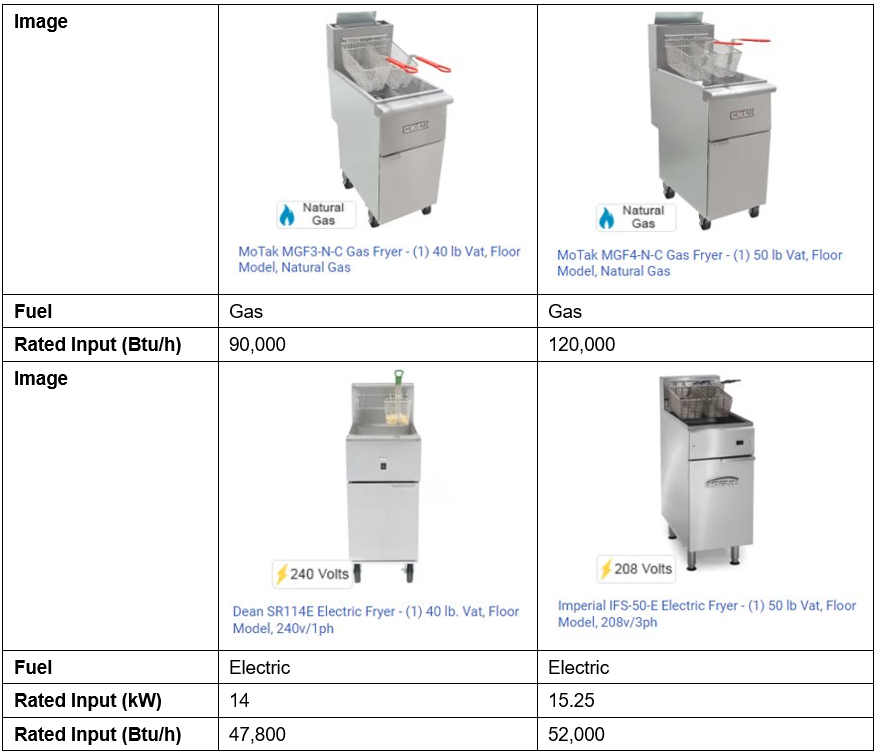 Image
MOTAK
Natural
Gas
MoTak MGF3-N-C Gas Fryer - (1) 40 lb Vat, Floor
Model, Natural Gas
MOTAK
Natural
Gas
MoTak MGF4-N-C Gas Fryer - (1) 50 lb Vat, Floor
Model, Natural Gas
Fuel Gas Gas
Rated Input (Btu/h) 90,000 120,000
Image
240 Volts
Dean SR114E Electric Fryer - (1) 40 lb. Vat, Floor
Model, 240v/1ph
IMPERIAL
208 Volts
Imperial IFS-50-E Electric Fryer - (1) 50 lb Vat, Floor
Model, 208v/3ph
Fuel Electric Electric
Rated Input (kW) 14 15.25
Rated Input (Btu/h) 47,800 52,000